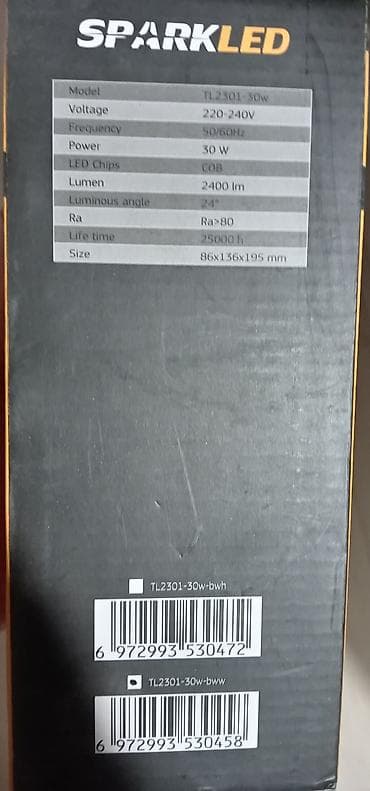 SPARKLED
Model TL2301-30w
Voltage 220-240V
Frequency 50/60Hz
Power 30 W
LED Chips COB
Lumen 2400 lm
Luminous angle 24°
Ra Ra>80
Life time 25000 h
Size 86x136x195 mm
TL2301-30w-bwh
6 972993 530472
TL2301-30w-bww
6 972993 530458